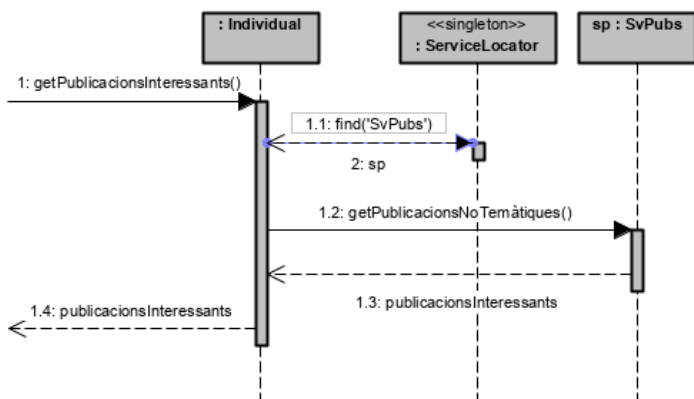 : Individual
<<singleton>>
: ServiceLocator
sp : SvPubs
1: getPublicacionsInteressants()
1.1: find('SvPubs')
2: sp
1.2: getPublicacionsNoTemàtiques()
1.3: publicacionsInteressants
1.4: publicacionsInteressants